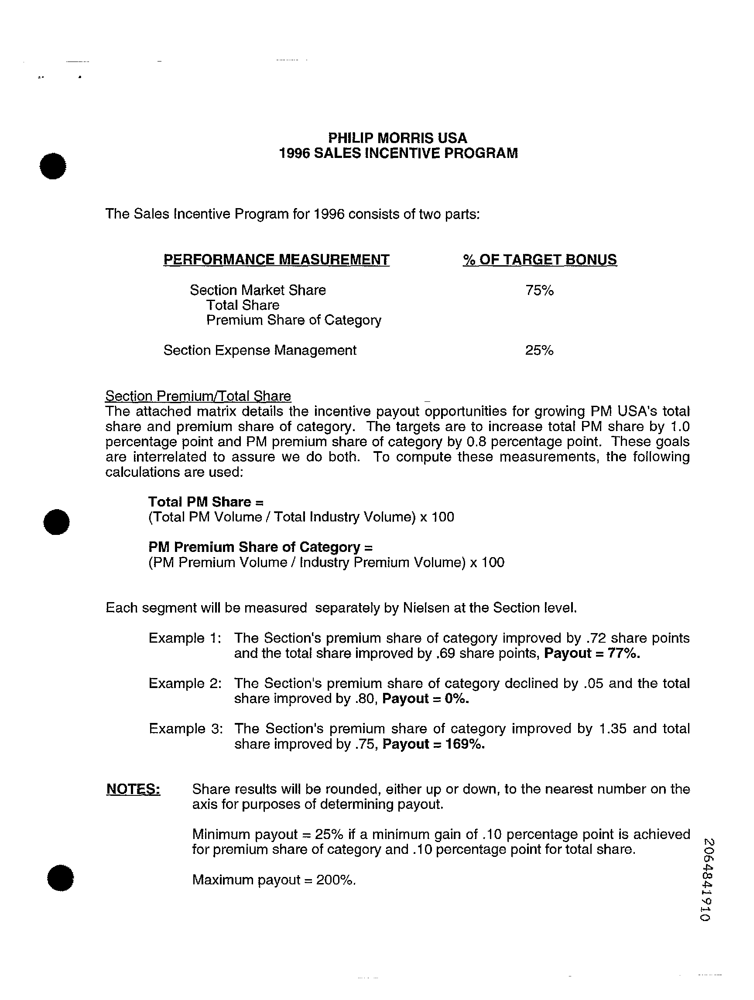 PHILIP MORRIS USA
1996 SALES INCENTIVE PROGRAM
The Sales Incentive Program for 1996 consists of two parts:
PERFORMANCE MEASUREMENT % OF TARGET BONUS
Section Market Share 75%
Total Share
Premium Share of Category
Section Expense Management 25%
Section Premium/Total Share
The attached matrix details the incentive payout opportunities for growing PM USA's total
share and premium share of category. The targets are to increase total PM share by 1.0
percentage point and PM premium share of category by 0.8 percentage point. These goals
are interrelated to assure we do both. To compute these measurements, the following
calculations are used:
Total PM Share =
(Total PM Volume / Total Industry Volume) x 100
PM Premium Share of Category =
(PM Premium Volume / Industry Premium Volume) x 100
Each segment will be measured separately by Nielsen at the Section level.
Example 1: The Section's premium share of category improved by .72 share points
and the total share improved by .69 share points, Payout = 77%.
Example 2: The Section's premium share of category declined by .05 and the total
share improved by .80, Payout = 0%.
Example 3: The Section's premium share of category improved by 1.35 and total
share improved by .75, Payout = 169%.
NOTES: Share results will be rounded, either up or down, to the nearest number on the
axis for purposes of determining payout.
Minimum payout = 25% if a minimum gain of .10 percentage point is achieved
for premium share of category and .10 percentage point for total share.
Maximum payout = 200%.
2064841910